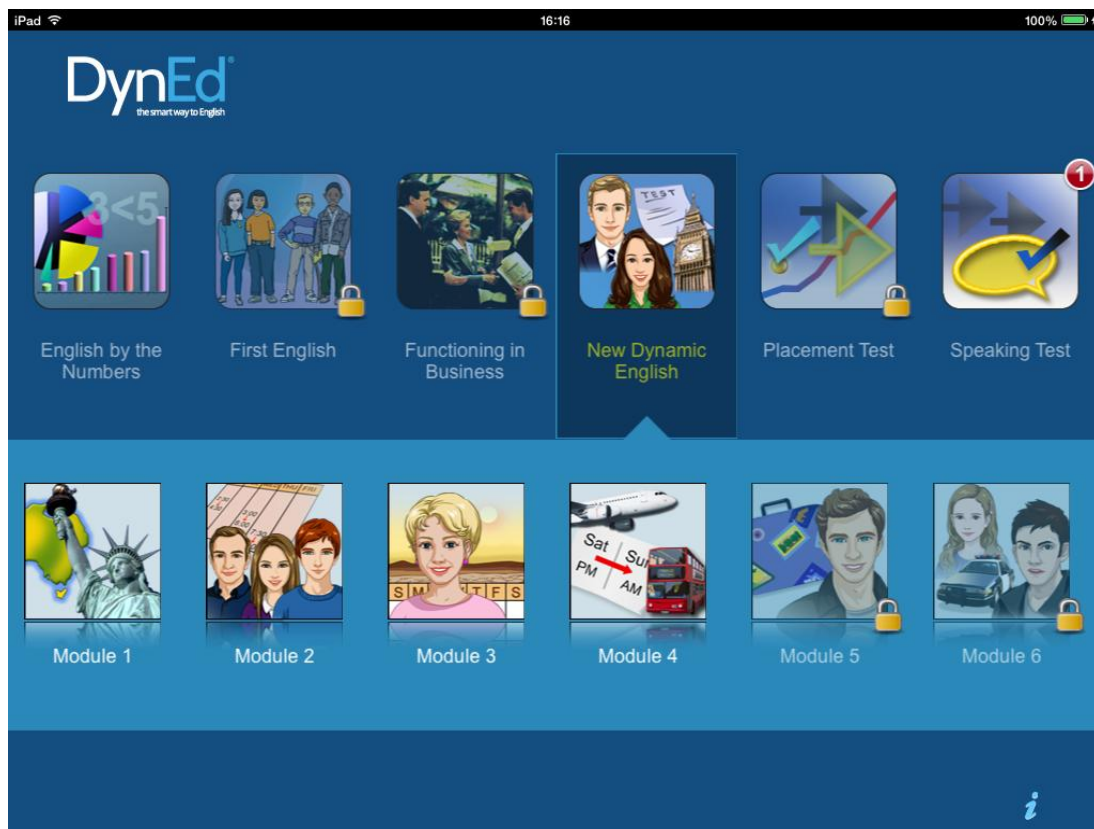 iPad 16:16 100%
DynEd®
the smart way to English
3<5
TEST
1
English by the
Numbers
First English
Functioning in
Business
New Dynamic
English
Placement Test
Speaking Test
Sat Sun
PM AM
Module 1
Module 2
Module 3
Module 4
Module 5
Module 6
i